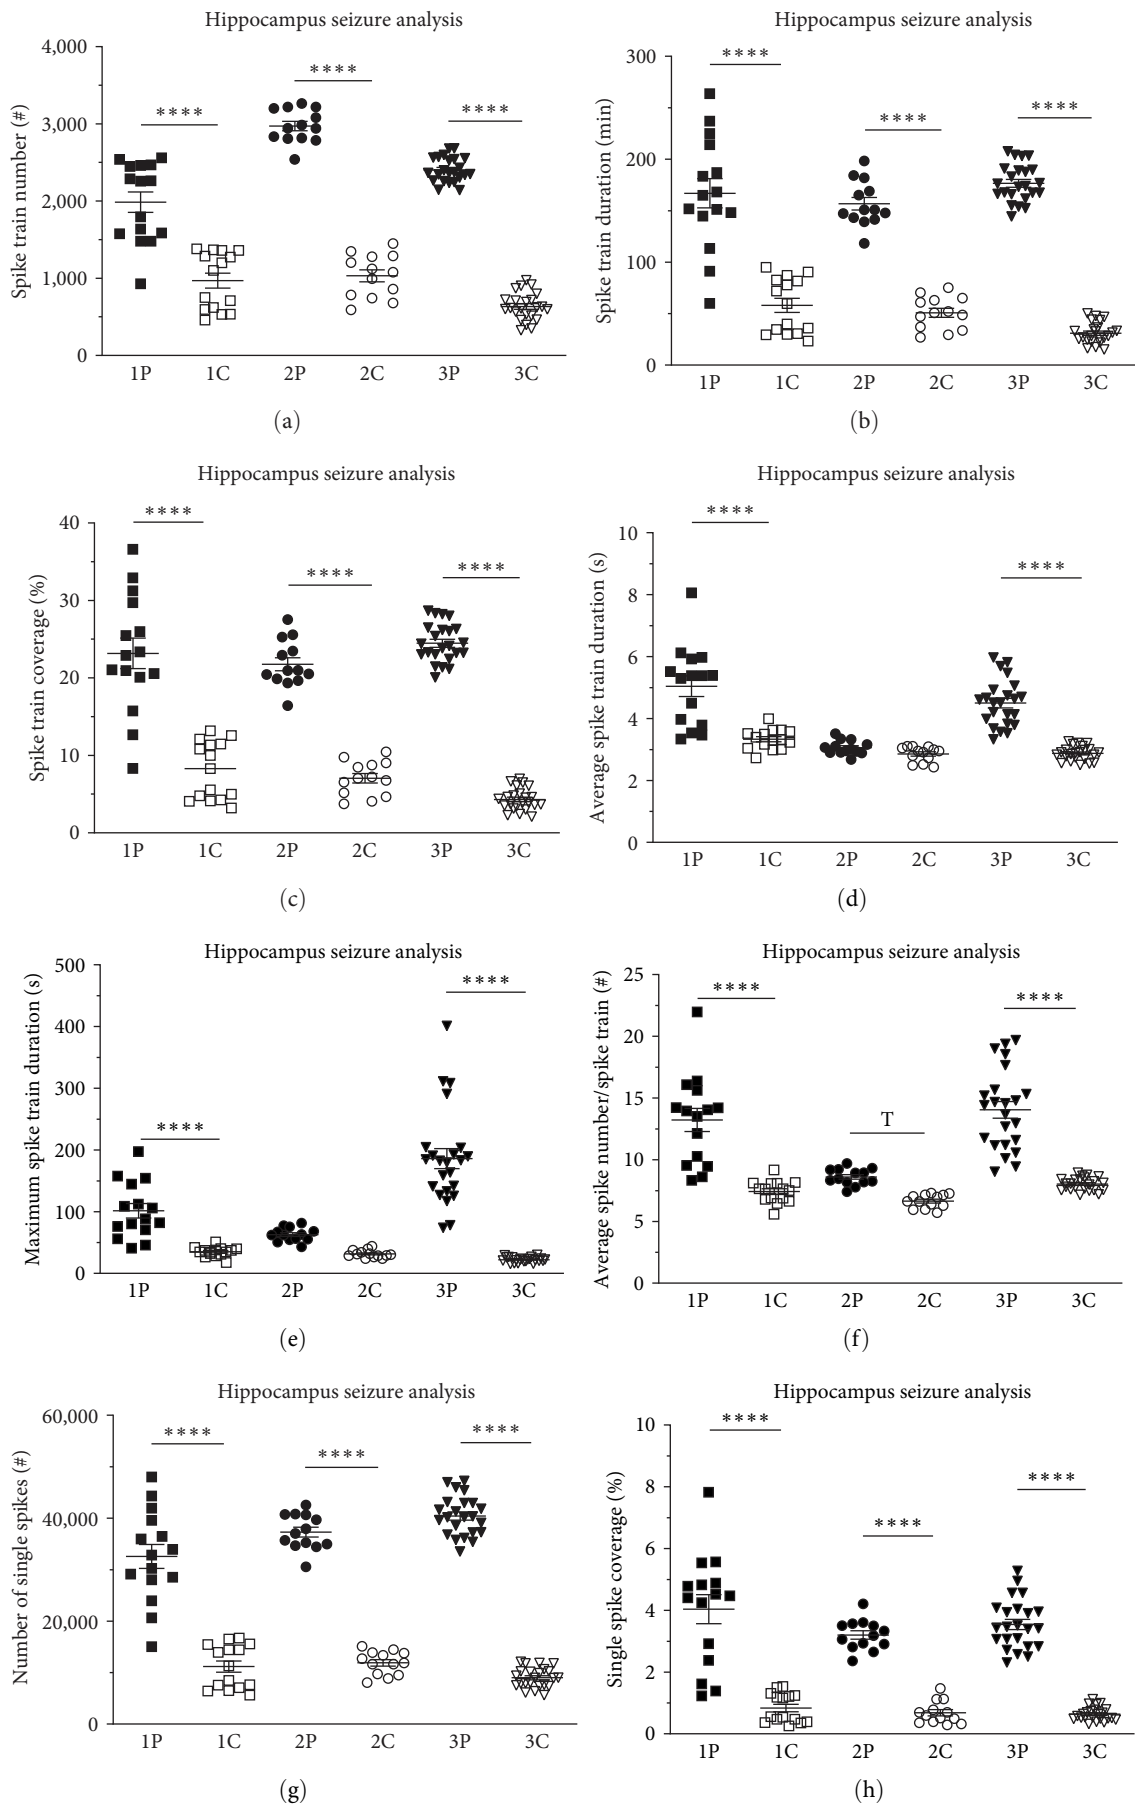 Hippocampus seizure analysis
Spike train number (#)
4,000
3,000
2,000
1,000
0
****
****
****
1P 1C 2P 2C 3P 3C
(a)
Hippocampus seizure analysis
Spike train duration (min)
300
200
100
0
****
****
****
1P 1C 2P 2C 3P 3C
(b)
Hippocampus seizure analysis
Spike train coverage (%)
40
30
20
10
0
****
****
****
1P 1C 2P 2C 3P 3C
(c)
Hippocampus seizure analysis
Average spike train duration (s)
10
8
6
4
2
0
****
****
1P 1C 2P 2C 3P 3C
(d)
Hippocampus seizure analysis
Maximum spike train duration (s)
500
400
300
200
100
0
****
****
1P 1C 2P 2C 3P 3C
(e)
Hippocampus seizure analysis
Average spike number/spike train (#)
25
20
15
10
5
0
****
T
****
1P 1C 2P 2C 3P 3C
(f)
Hippocampus seizure analysis
Number of single spikes (#)
60,000
40,000
20,000
0
****
****
****
1P 1C 2P 2C 3P 3C
(g)
Hippocampus seizure analysis
Single spike coverage (%)
10
8
6
4
2
0
****
****
****
1P 1C 2P 2C 3P 3C
(h)